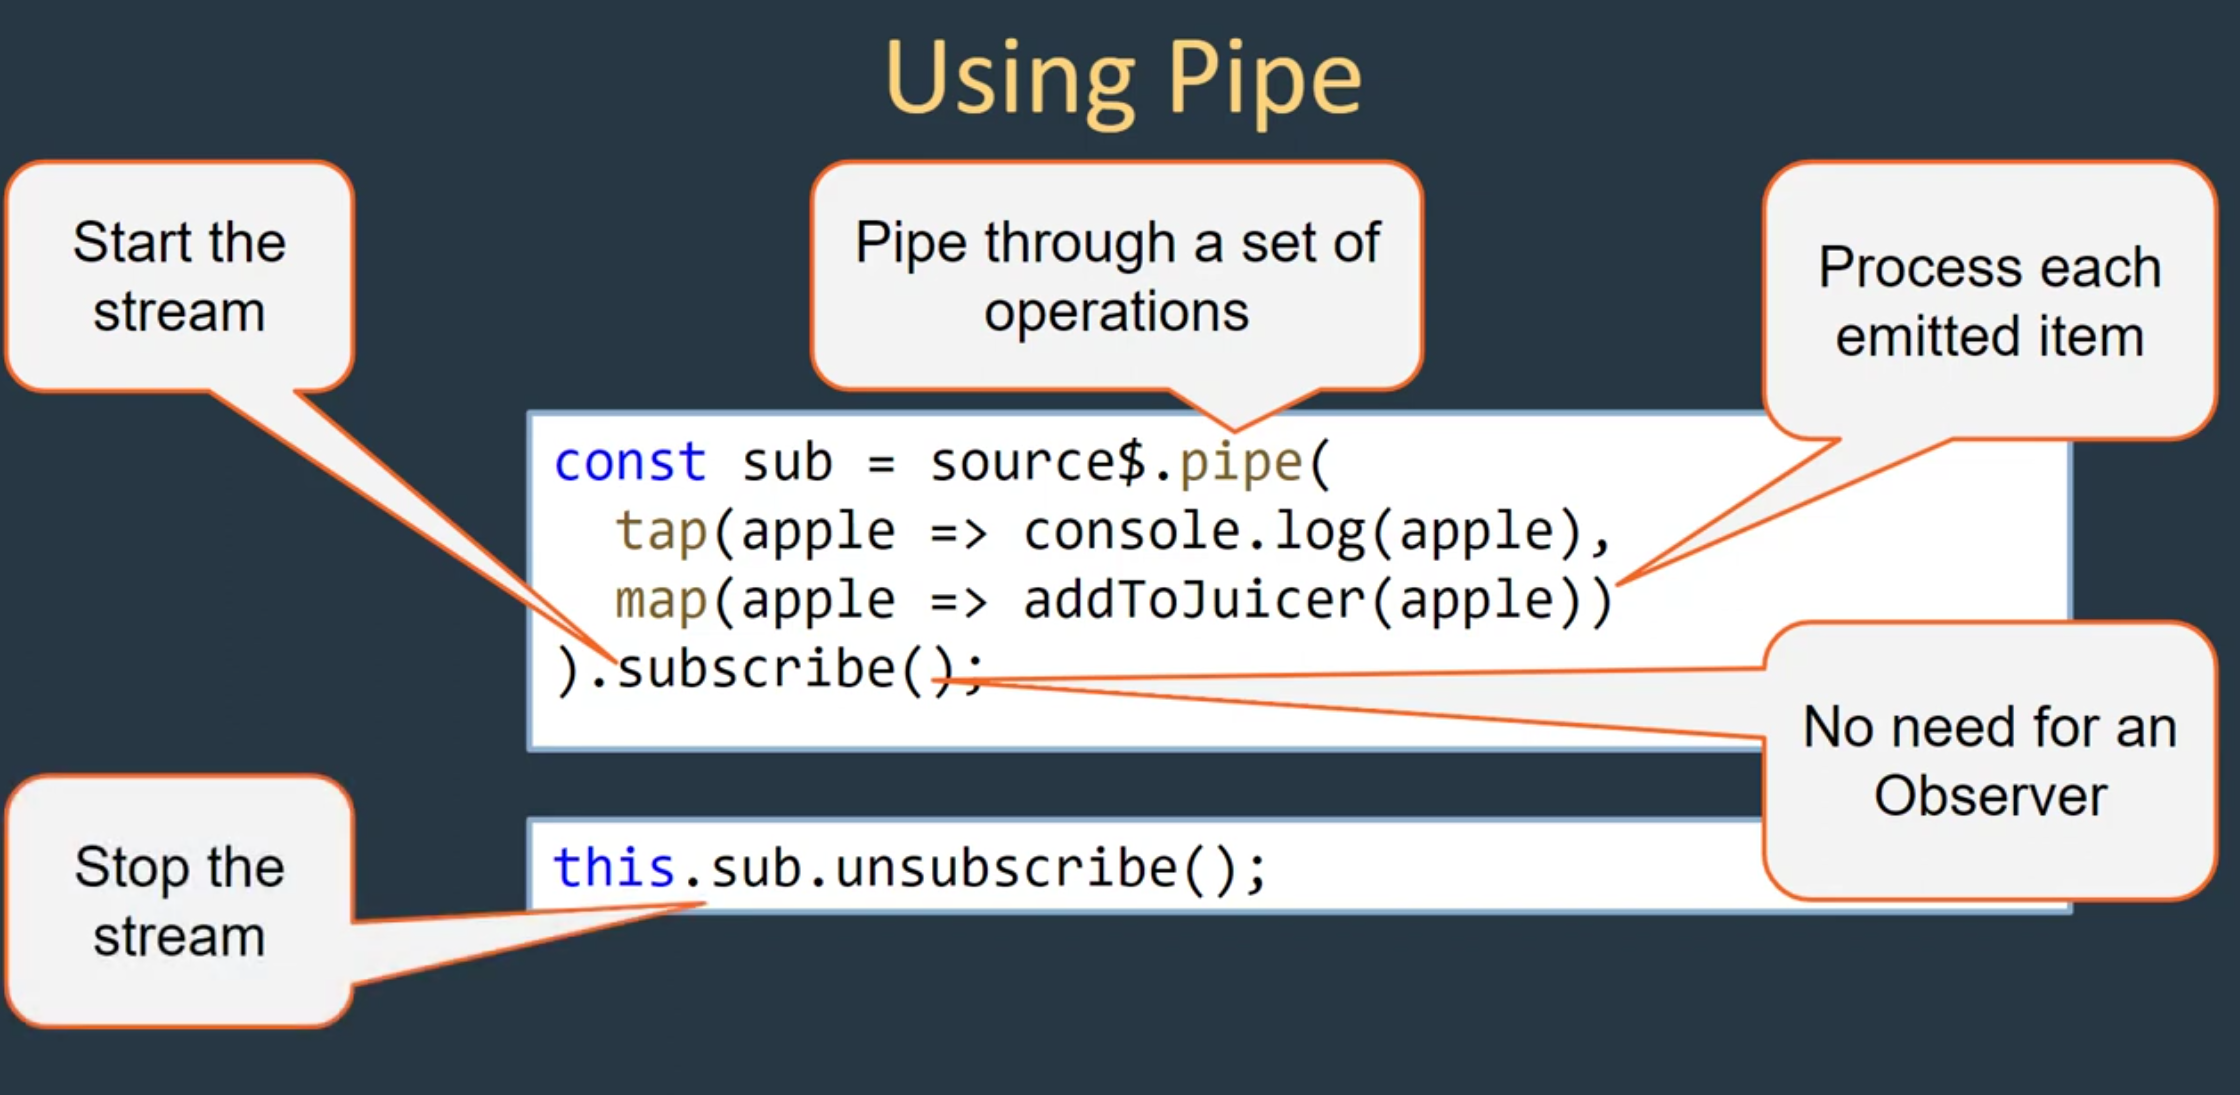 Using Pipe
Start the
stream
Pipe through a set of
operations
Process each
emitted item
const sub = source$.pipe(
  tap(apple => console.log(apple),
  map(apple => addToJuicer(apple))
).subscribe();
No need for an
Observer
Stop the
stream
this.sub.unsubscribe();